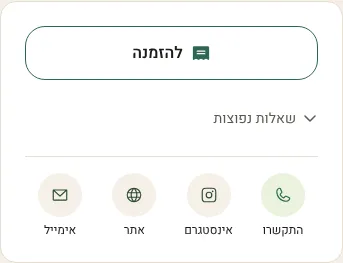 להזמנה
שאלות נפוצות
התקשרו
אינסטגרם
אתר
אימייל